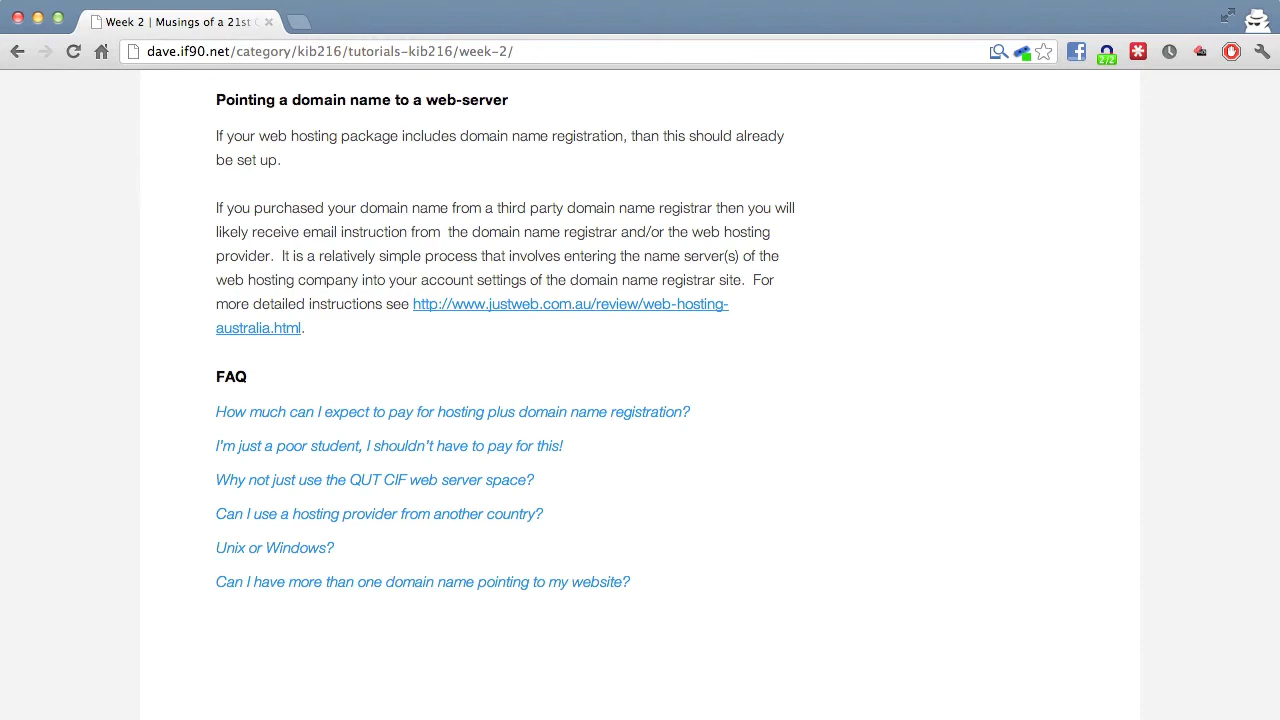 Week 2 | Musings of a 21st
dave.if90.net/category/kib216/tutorials-kib216/week-2/
2/2
Pointing a domain name to a web-server
If your web hosting package includes domain name registration, than this should already
be set up.
If you purchased your domain name from a third party domain name registrar then you will
likely receive email instruction from the domain name registrar and/or the web hosting
provider. It is a relatively simple process that involves entering the name server(s) of the
web hosting company into your account settings of the domain name registrar site. For
more detailed instructions see http://www.justweb.com.au/review/web-hosting-
australia.html.
FAQ
How much can I expect to pay for hosting plus domain name registration?
I'm just a poor student, I shouldn't have to pay for this!
Why not just use the QUT CIF web server space?
Can I use a hosting provider from another country?
Unix or Windows?
Can I have more than one domain name pointing to my website?